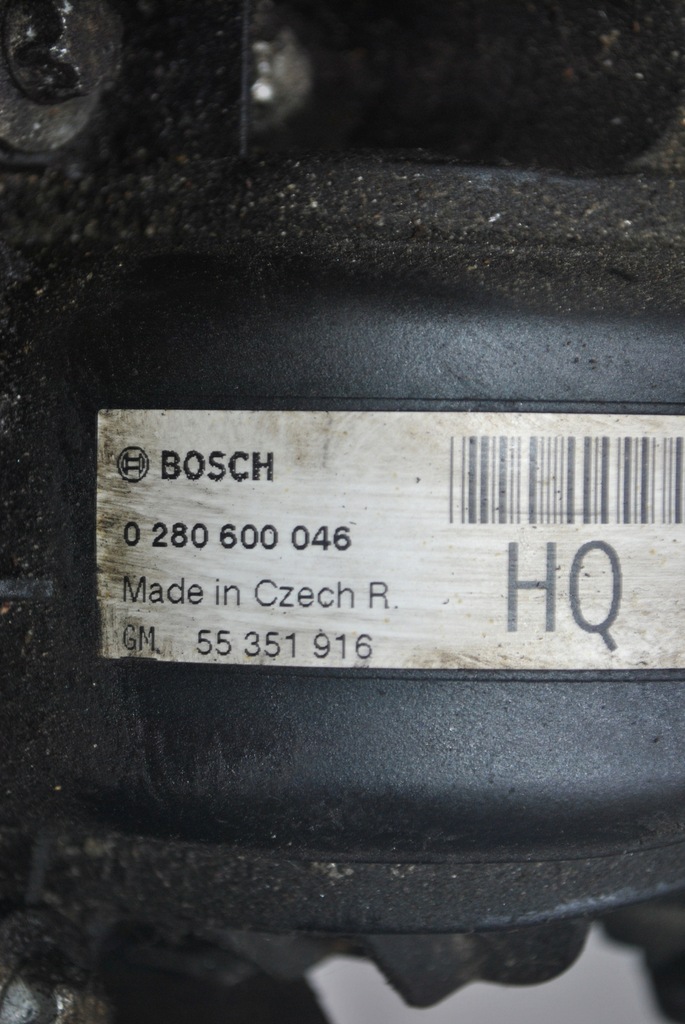 BOSCH
0 280 600 046
Made in Czech R.
GM. 55 351 916
HQ